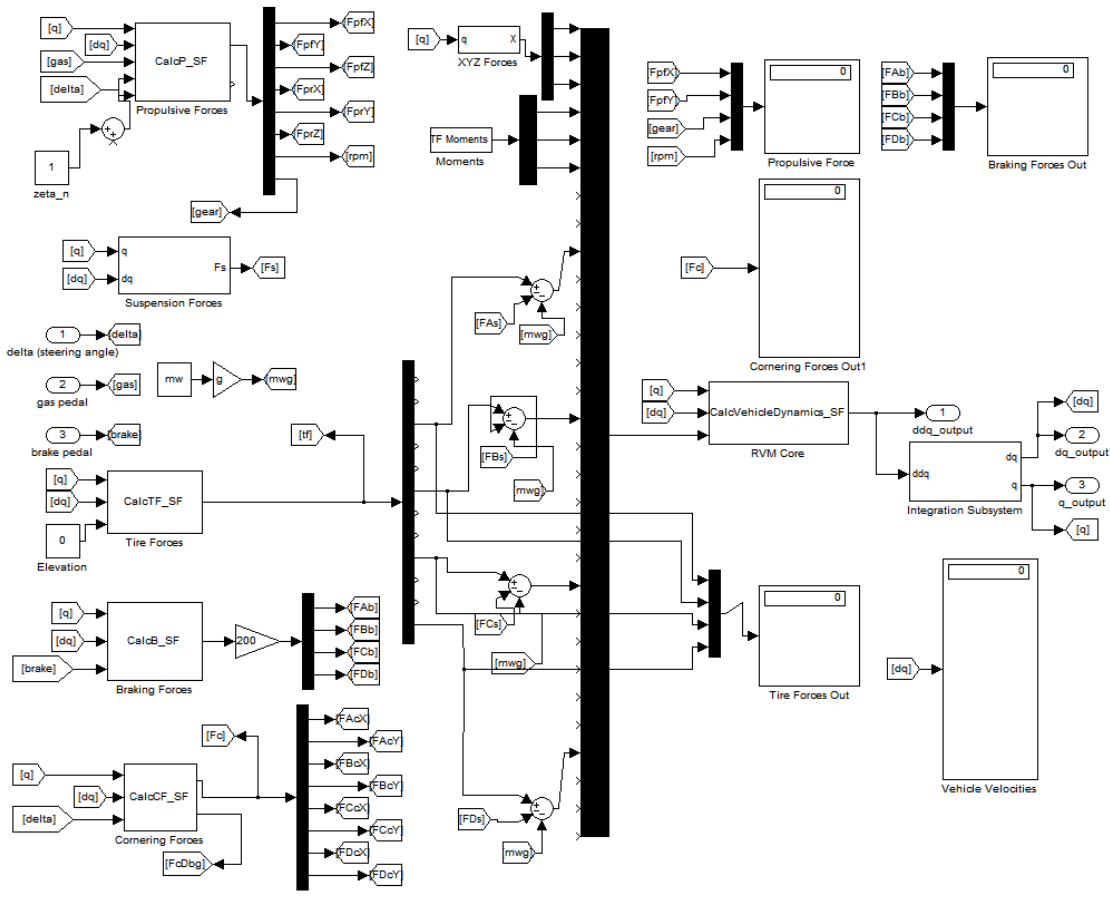 [q]
[dq]
[gas]
[delta]
CalcP_SF
Propulsive Forces
1
zeta_n
[FpfX]
[FpfY]
[FpfZ]
[FprX]
[FprY]
[FprZ]
[rpm]
[gear]
[q]
q
X
XYZ Forces
TF Moments
Moments
FpfX]
FpfY]
[gear]
[rpm]
0
Propulsive Force
[FAb]
[FBb]
[FCb]
[FDb]
0
Braking Forces Out
[Fc]
0
Cornering Forces Out1
[q]
[dq]
q
dq
Fs
[Fs]
Suspension Forces
1
[delta]
delta (steering angle)
2
[gas]
gas pedal
3
[brake]
brake pedal
mw
g
[mwg]
[tf]
[q]
[dq]
0
Elevation
CalcTF_SF
Tire Forces
[FAs]
[mwg]
[FBs]
[mwg]
[FCs]
[mwg]
[FDs]
[mwg]
[q]
[dq]
CalcVehicleDynamics_SF
RVM Core
1
ddq_output
ddq
dq
q
Integration Subsystem
[dq]
2
dq_output
3
q_output
[q]
[q]
[dq]
[brake]
CalcB_SF
Braking Forces
200
[FAb]
[FBb]
[FCb]
[FDb]
0
Tire Forces Out
[dq]
0
Vehicle Velocities
[q]
[dq]
[delta]
CalcCF_SF
Cornering Forces
[Fc]
[FcDbg]
[FAcX]
[FAcY]
[FBcX]
[FBcY]
[FCcX]
[FCcY]
[FDcX]
[FDcY]